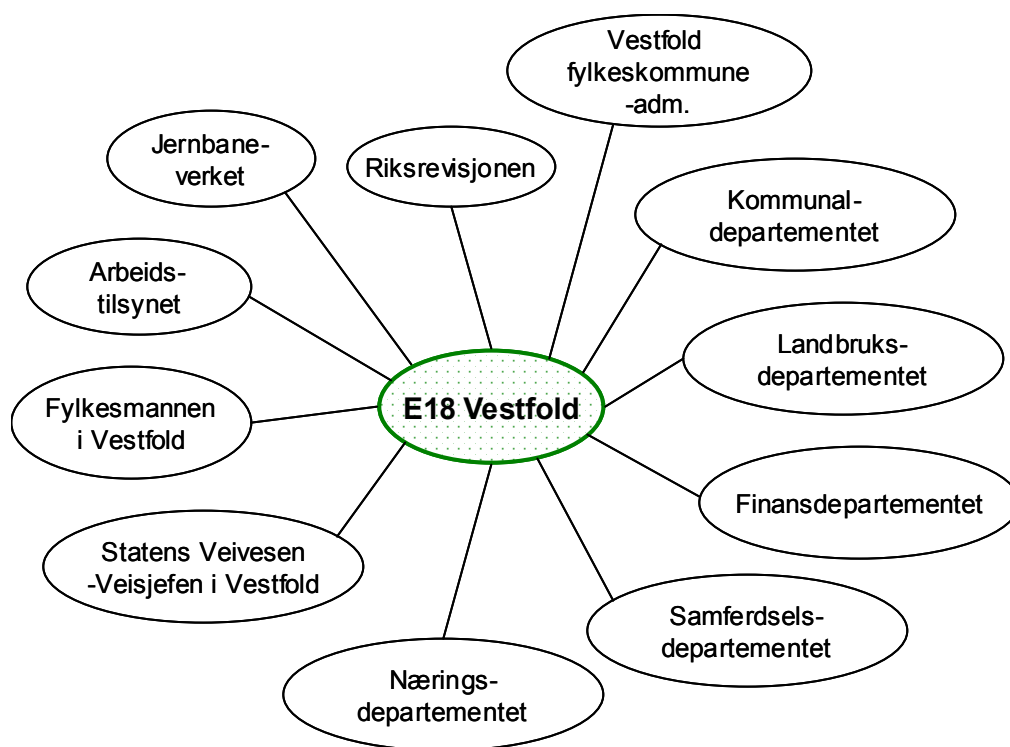 Vestfold
fylkeskommune
-adm.
Jernbane-
verket
Riksrevisjonen
Kommunal-
departementet
Arbeids-
tilsynet
Landbruks-
departementet
E18 Vestfold
Fylkesmannen
i Vestfold
Finansdepartementet
Statens Veivesen
-Veisjefen i Vestfold
Samferdsels-
departementet
Nærings-
departementet